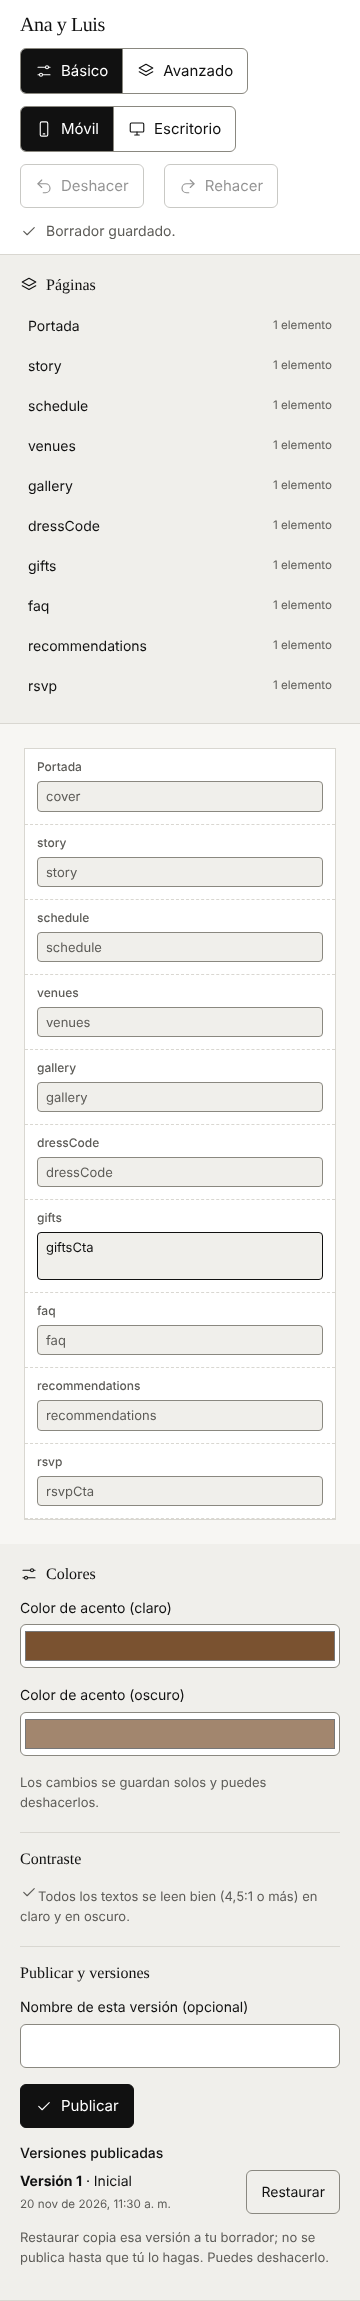 Ana y Luis
Básico
Avanzado
Móvil
Escritorio
Deshacer
Rehacer
Borrador guardado.
Páginas
Portada 1 elemento
story 1 elemento
schedule 1 elemento
venues 1 elemento
gallery 1 elemento
dressCode 1 elemento
gifts 1 elemento
faq 1 elemento
recommendations 1 elemento
rsvp 1 elemento
Portada
cover
story
story
schedule
schedule
venues
venues
gallery
gallery
dressCode
dressCode
gifts
giftsCta
faq
faq
recommendations
recommendations
rsvp
rsvpCta
Colores
Color de acento (claro)
Color de acento (oscuro)
Los cambios se guardan solos y puedes
deshacerlos.
Contraste
Todos los textos se leen bien (4,5:1 o más) en
claro y en oscuro.
Publicar y versiones
Nombre de esta versión (opcional)
Publicar
Versiones publicadas
Versión 1 · Inicial
20 nov de 2026, 11:30 a. m.
Restaurar
Restaurar copia esa versión a tu borrador; no se
publica hasta que tú lo hagas. Puedes deshacerlo.